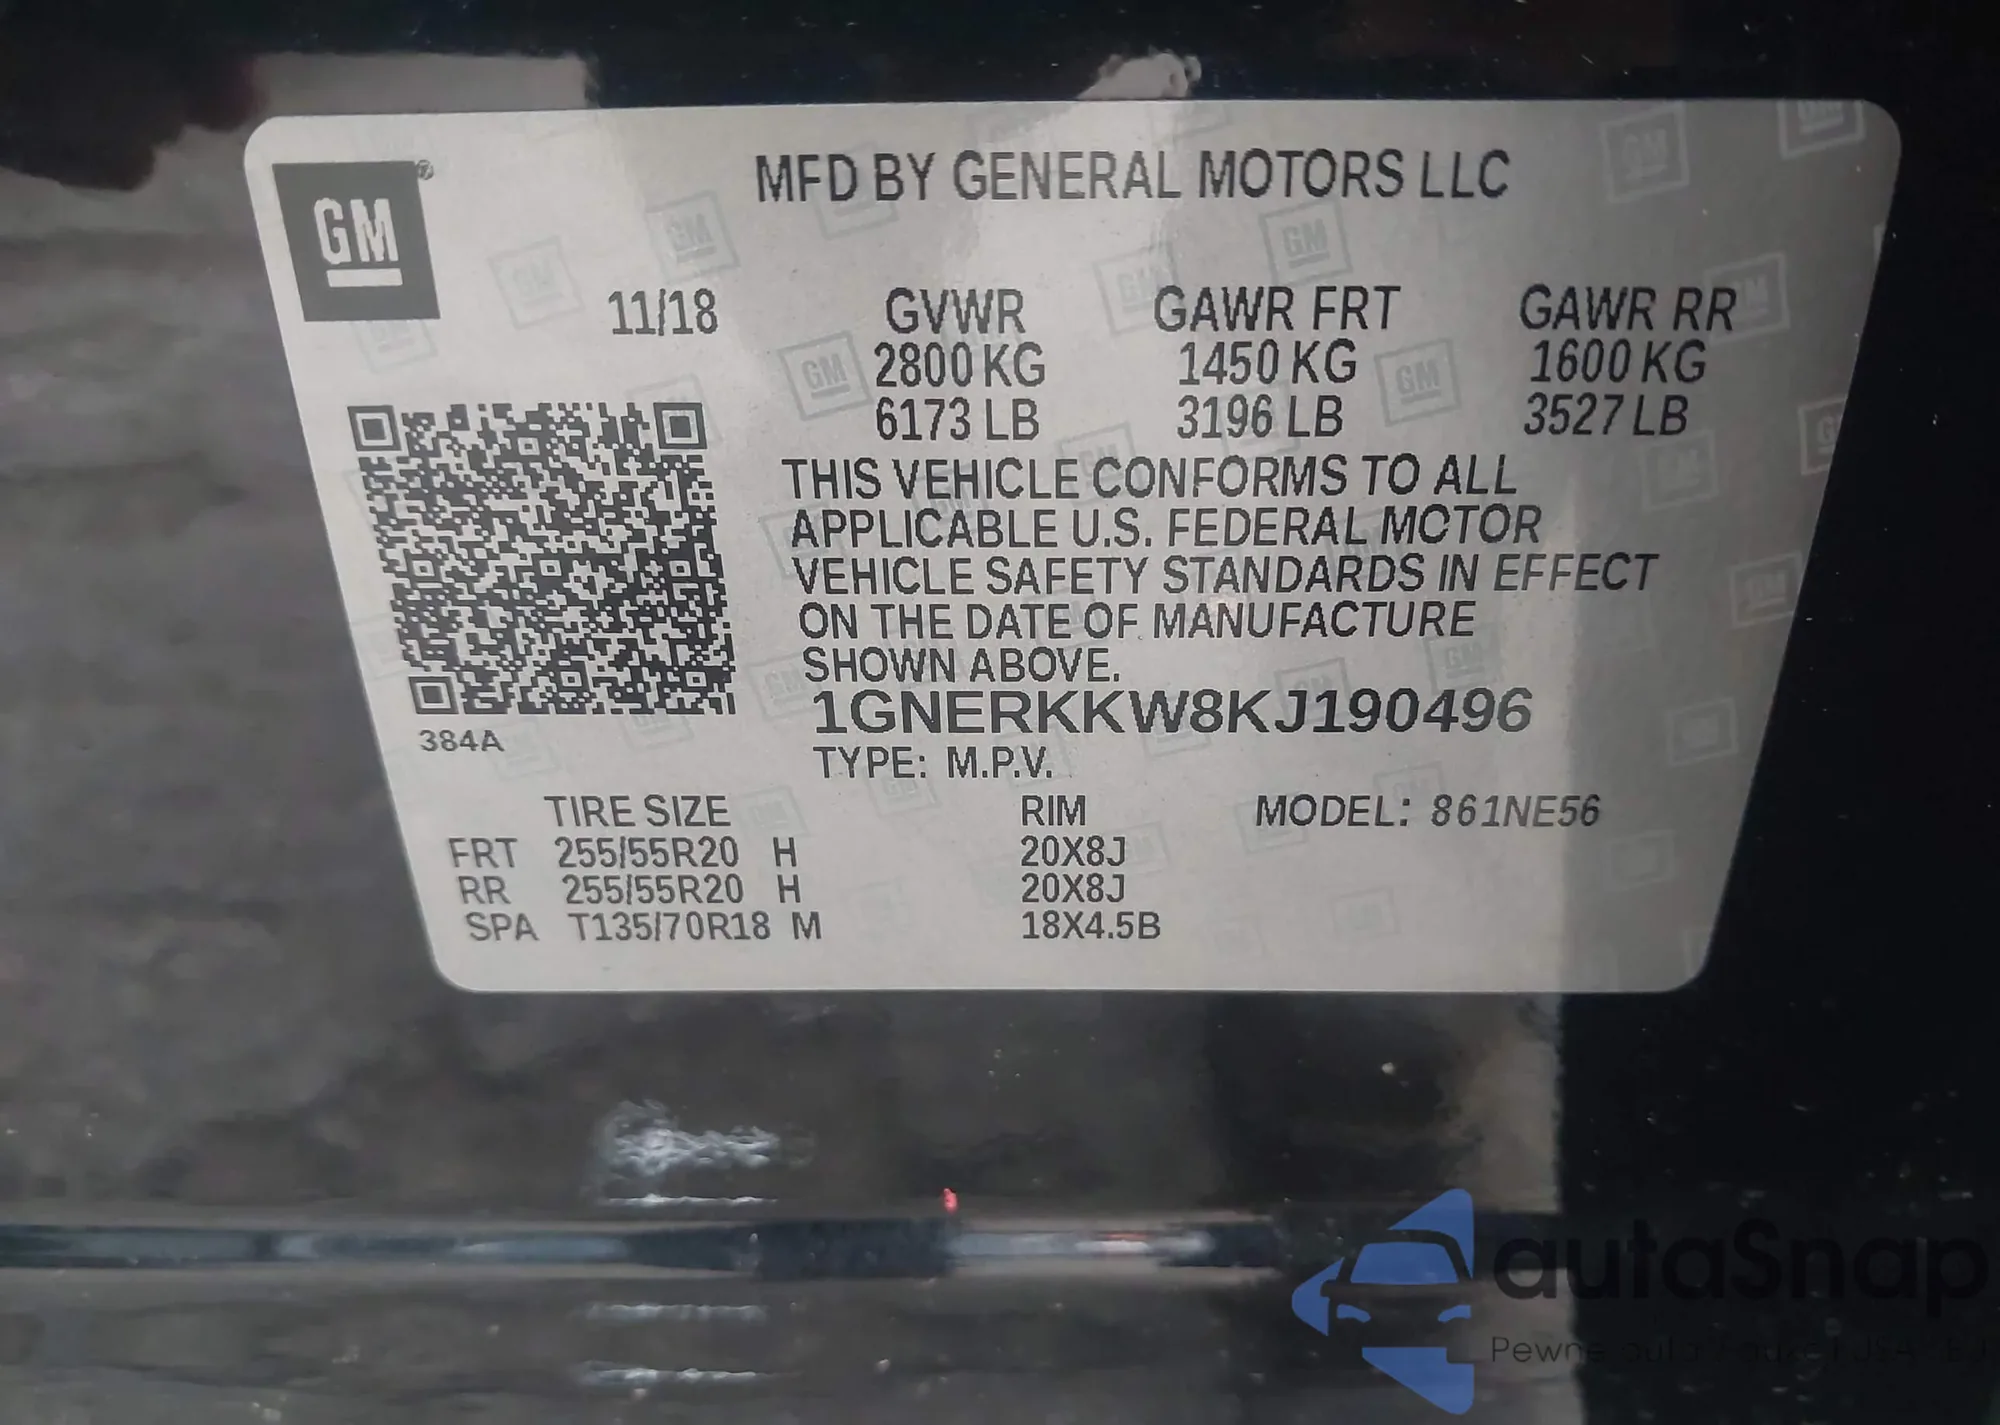 GM®
MFD BY GENERAL MOTORS LLC
11/18 GVWR GAWR FRT GAWR RR
2800 KG 1450 KG 1600 KG
6173 LB 3196 LB 3527 LB
THIS VEHICLE CONFORMS TO ALL
APPLICABLE U.S. FEDERAL MOTOR
VEHICLE SAFETY STANDARDS IN EFFECT
ON THE DATE OF MANUFACTURE
SHOWN ABOVE.
1GNERKKW8KJ190496
384A
TYPE: M.P.V.
TIRE SIZE RIM MODEL: 861NE56
FRT 255/55R20 H 20X8J
RR 255/55R20 H 20X8J
SPA T135/70R18 M 18X4.5B
autaSnap
Pewne auta